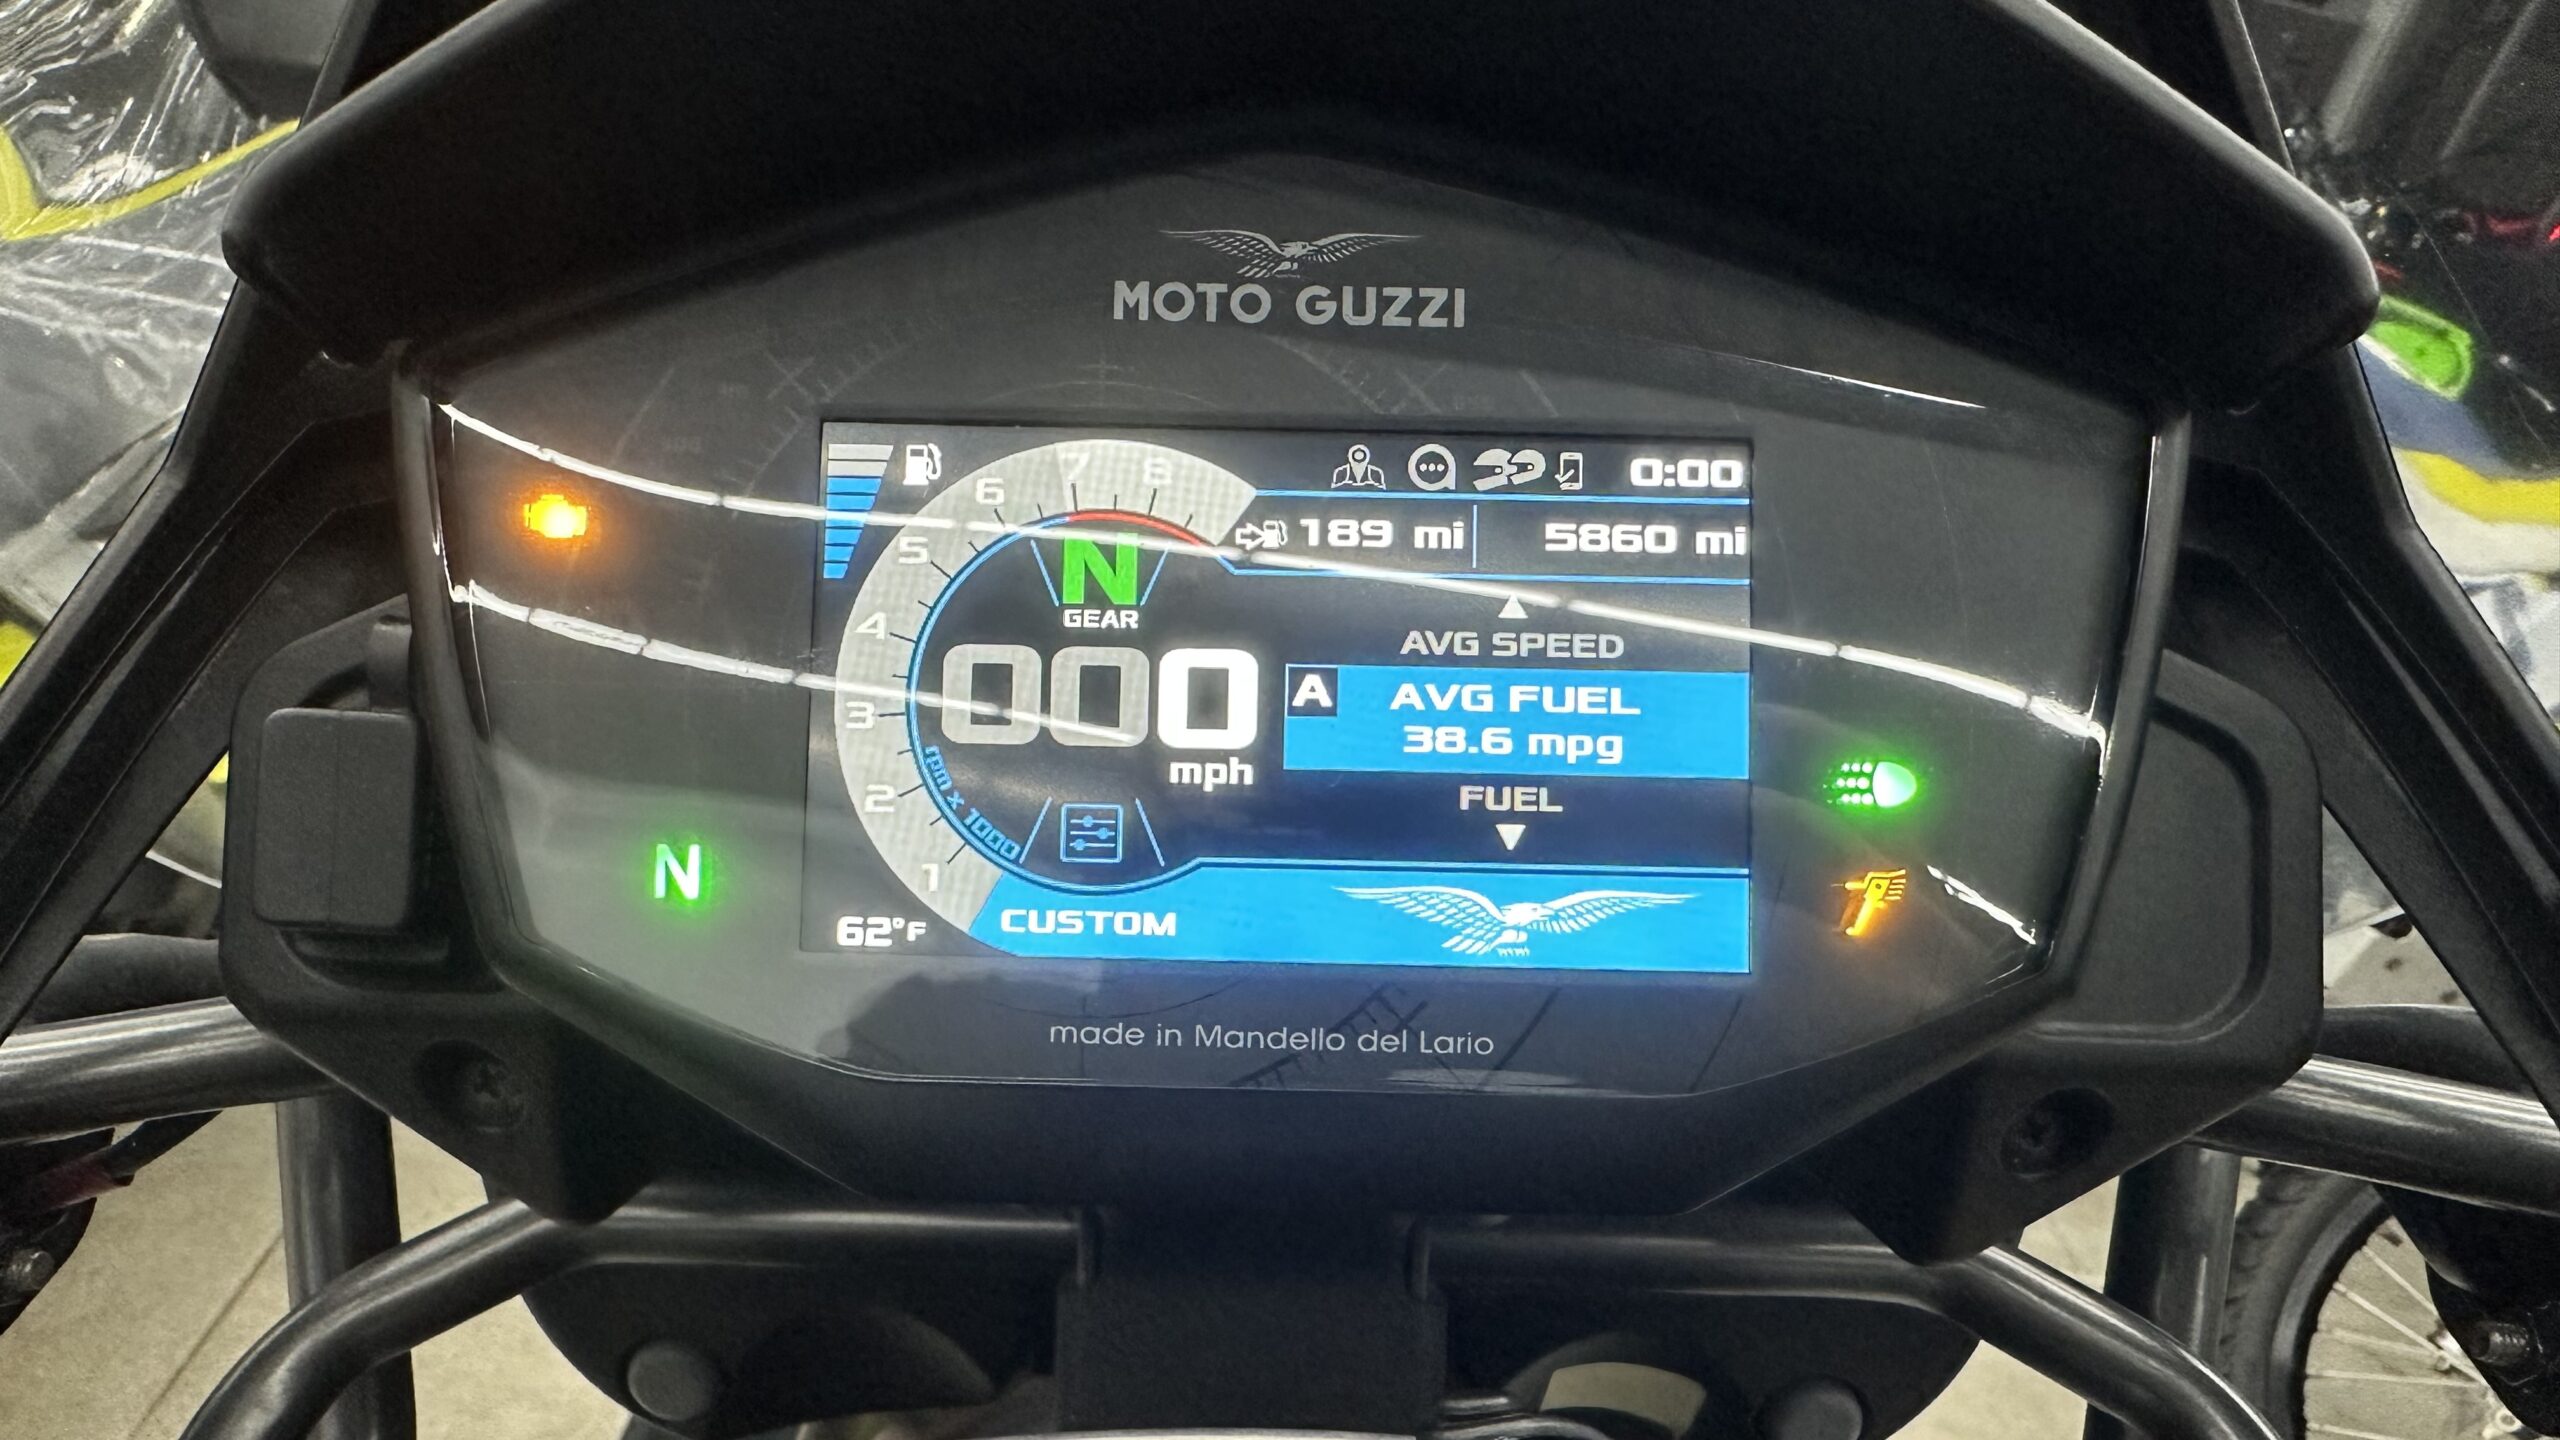 MOTO GUZZI
0:00
189 mi
5860 mi
8
7
6
5
4
3
2
1
rpm x 1000
N
GEAR
000
mph
AVG SPEED
A
AVG FUEL
38.6 mpg
FUEL
N
62°F
CUSTOM
made in Mandello del Lario